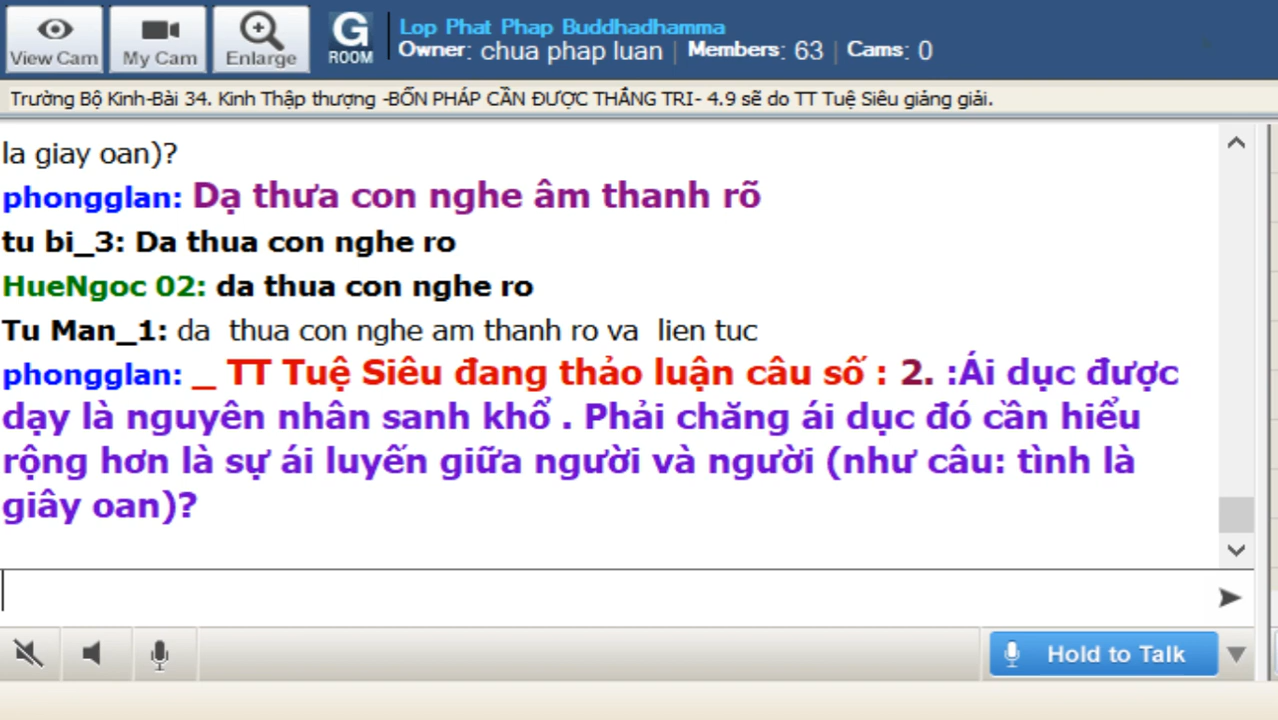 View Cam
My Cam
Enlarge
G
ROOM
Lop Phat Phap Buddhadhamma
Owner: chua phap luan | Members: 63 | Cams: 0
Trường Bộ Kinh-Bài 34. Kinh Thập thượng -BỐN PHÁP CẦN ĐƯỢC THẮNG TRI- 4.9 sẽ do TT Tuệ Siêu giảng giải.
la giay oan)?
phongglan: Dạ thưa con nghe âm thanh rõ
tu bi_3: Da thua con nghe ro
HueNgoc 02: da thua con nghe ro
Tu Man_1: da thua con nghe am thanh ro va lien tuc
phongglan: _ TT Tuệ Siêu đang thảo luận câu số : 2. :Ái dục được
dạy là nguyên nhân sanh khổ . Phải chăng ái dục đó cần hiểu
rộng hơn là sự ái luyến giữa người và người (như câu: tình là
giây oan)?
Hold to Talk